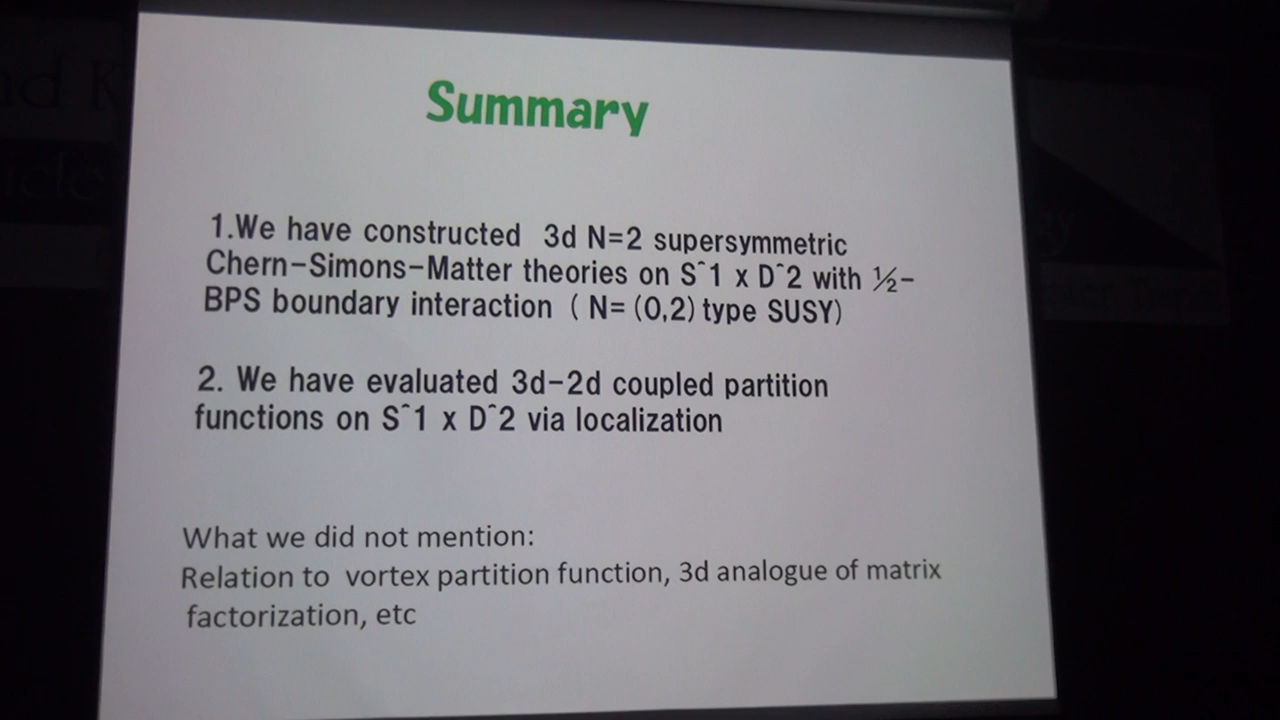 Summary
1.We have constructed 3d N=2 supersymmetric
Chern-Simons-Matter theories on S^1 x D^2 with ½-
BPS boundary interaction ( N= (0,2) type SUSY)
2. We have evaluated 3d-2d coupled partition
functions on S^1 x D^2 via localization
What we did not mention:
Relation to vortex partition function, 3d analogue of matrix
factorization, etc